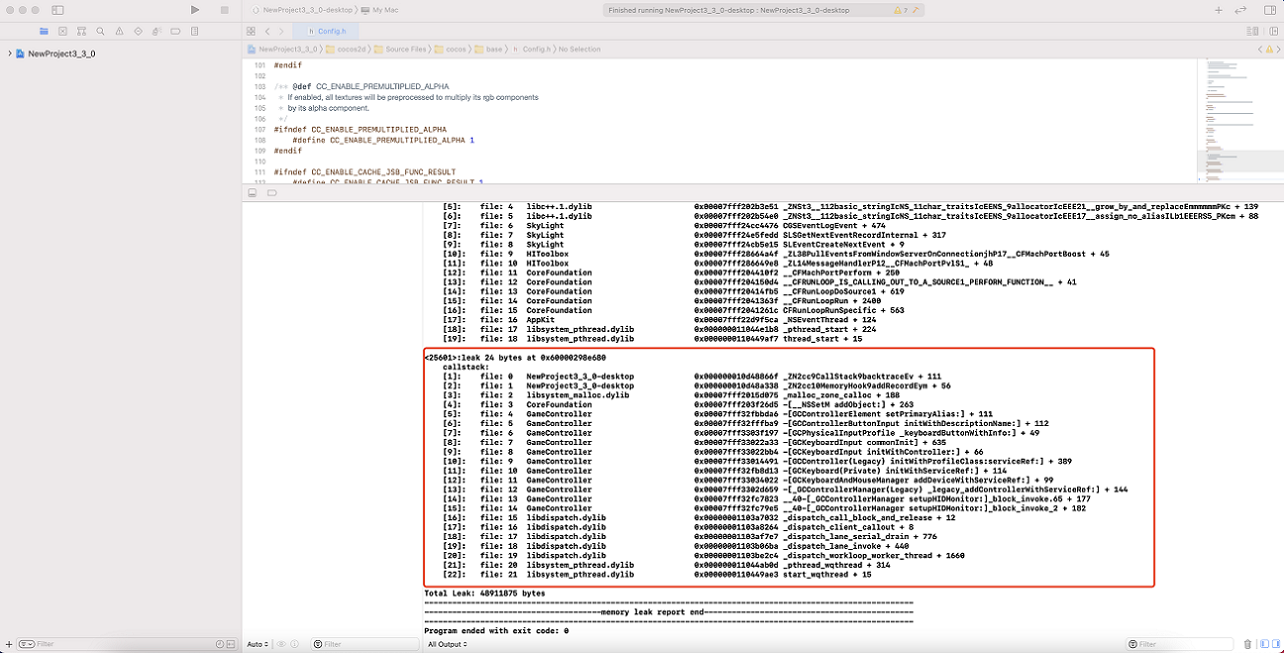 NewProject3_3_0-desktop 〉 My Mac
Finished running NewProject3_3_0-desktop : NewProject3_3_0-desktop
7
Config.h
NewProject3_3_0
NewProject3_3_0 〉 cocos2d 〉 Source Files 〉 cocos 〉 base 〉 h Config.h 〉 No Selection
101 #endif
102
103 /** @def CC_ENABLE_PREMULTIPLIED_ALPHA
104 * If enabled, all textures will be preprocessed to multiply its rgb components
105 * by its alpha component.
106 */
107 #ifndef CC_ENABLE_PREMULTIPLIED_ALPHA
108 #define CC_ENABLE_PREMULTIPLIED_ALPHA 1
109 #endif
110
111 #ifndef CC_ENABLE_CACHE_JSB_FUNC_RESULT
112 #define CC_ENABLE_CACHE_JSB_FUNC_RESULT 1
[5]: file: 4 libc++.1.dylib 0x00007fff202b3e51 _ZNSt3__112basic_stringIcNS_11char_traitsIcEENS_9allocatorIcEEE21__grow_by_and_replaceEmmmmmmPKc + 139
[6]: file: 5 libc++.1.dylib 0x00007fff202b54e0 _ZNSt3__112basic_stringIcNS_11char_traitsIcEENS_9allocatorIcEEE17__assign_no_aliasILb1EEERS5_PKcm + 88
[7]: file: 6 SkyLight 0x00007fff24cc4476 CGSEventLogEvent + 474
[8]: file: 7 SkyLight 0x00007fff24e5fedd SLSGetNextEventRecordInternal + 317
[9]: file: 8 SkyLight 0x00007fff24cb5e15 SLEventCreateNextEvent + 9
[10]: file: 9 HIToolbox 0x00007fff28664a4f _ZL38PullEventsFromWindowServerOnConnectionjhP17__CFMachPortBoost + 45
[11]: file: 10 HIToolbox 0x00007fff286649e8 _ZL14MessageHandlerP12__CFMachPortPvlS1_ + 48
[12]: file: 11 CoreFoundation 0x00007fff204410f2 __CFMachPortPerform + 250
[13]: file: 12 CoreFoundation 0x00007fff204150d4 __CFRUNLOOP_IS_CALLING_OUT_TO_A_SOURCE1_PERFORM_FUNCTION__ + 41
[14]: file: 13 CoreFoundation 0x00007fff20414fb5 __CFRunLoopDoSource1 + 619
[15]: file: 14 CoreFoundation 0x00007fff2041363f __CFRunLoopRun + 2400
[16]: file: 15 CoreFoundation 0x00007fff2041261c CFRunLoopRunSpecific + 563
[17]: file: 16 AppKit 0x00007fff22d9f5ca _NSEventThread + 124
[18]: file: 17 libsystem_pthread.dylib 0x000000011044e1b8 _pthread_start + 224
[19]: file: 18 libsystem_pthread.dylib 0x0000000110449af7 thread_start + 15
<25601>:leak 24 bytes at 0x60000298e680
callstack:
[1]: file: 0 NewProject3_3_0-desktop 0x000000010d48866f _ZN2cc9CallStack9backtraceEv + 111
[2]: file: 1 NewProject3_3_0-desktop 0x000000010d48a338 _ZN2cc10MemoryHook9addRecordEym + 56
[3]: file: 2 libsystem_malloc.dylib 0x00007fff2015d075 _malloc_zone_calloc + 188
[4]: file: 3 CoreFoundation 0x00007fff203f26d5 -[__NSSetM addObject:] + 263
[5]: file: 4 GameController 0x00007fff32fbbda6 -[GCControllerElement setPrimaryAlias:] + 111
[6]: file: 5 GameController 0x00007fff32fffba9 -[GCControllerButtonInput initWithDescriptionName:] + 112
[7]: file: 6 GameController 0x00007fff3303f197 -[GCPhysicalInputProfile _keyboardButtonWithInfo:] + 49
[8]: file: 7 GameController 0x00007fff33022a33 -[GCKeyboardInput commonInit] + 635
[9]: file: 8 GameController 0x00007fff33022bb4 -[GCKeyboardInput initWithController:] + 66
[10]: file: 9 GameController 0x00007fff33014491 -[GCController(Legacy) initWithProfileClass:serviceRef:] + 389
[11]: file: 10 GameController 0x00007fff32fb8d13 -[GCKeyboard(Private) initWithServiceRef:] + 114
[12]: file: 11 GameController 0x00007fff33034022 -[GCKeyboardAndMouseManager addDeviceWithServiceRef:] + 99
[13]: file: 12 GameController 0x00007fff3302d659 -[_GCControllerManager(Legacy) _legacy_addControllerWithServiceRef:] + 144
[14]: file: 13 GameController 0x00007fff32fc7823 __40-[_GCControllerManager setupHIDMonitor:]_block_invoke.65 + 177
[15]: file: 14 GameController 0x00007fff32fc79e5 __40-[_GCControllerManager setupHIDMonitor:]_block_invoke_2 + 182
[16]: file: 15 libdispatch.dylib 0x00000001103a7032 _dispatch_call_block_and_release + 12
[17]: file: 16 libdispatch.dylib 0x00000001103a8264 _dispatch_client_callout + 8
[18]: file: 17 libdispatch.dylib 0x00000001103af7e7 _dispatch_lane_serial_drain + 776
[19]: file: 18 libdispatch.dylib 0x00000001103b06ba _dispatch_lane_invoke + 440
[20]: file: 19 libdispatch.dylib 0x00000001103be2c4 _dispatch_workloop_worker_thread + 1660
[21]: file: 20 libsystem_pthread.dylib 0x000000011044ab0d _pthread_wqthread + 314
[22]: file: 21 libsystem_pthread.dylib 0x0000000110449ae3 start_wqthread + 15
Total Leak: 48911875 bytes
memory leak report end
Program ended with exit code: 0
Filter
Auto
Filter
All Output
Filter